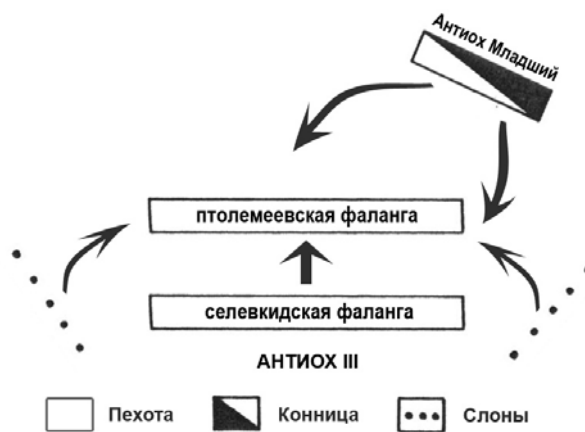 Антиох Младший
птолемеевская фаланга
селевкидская фаланга
АНТИОХ III
Пехота
Конница
Слоны